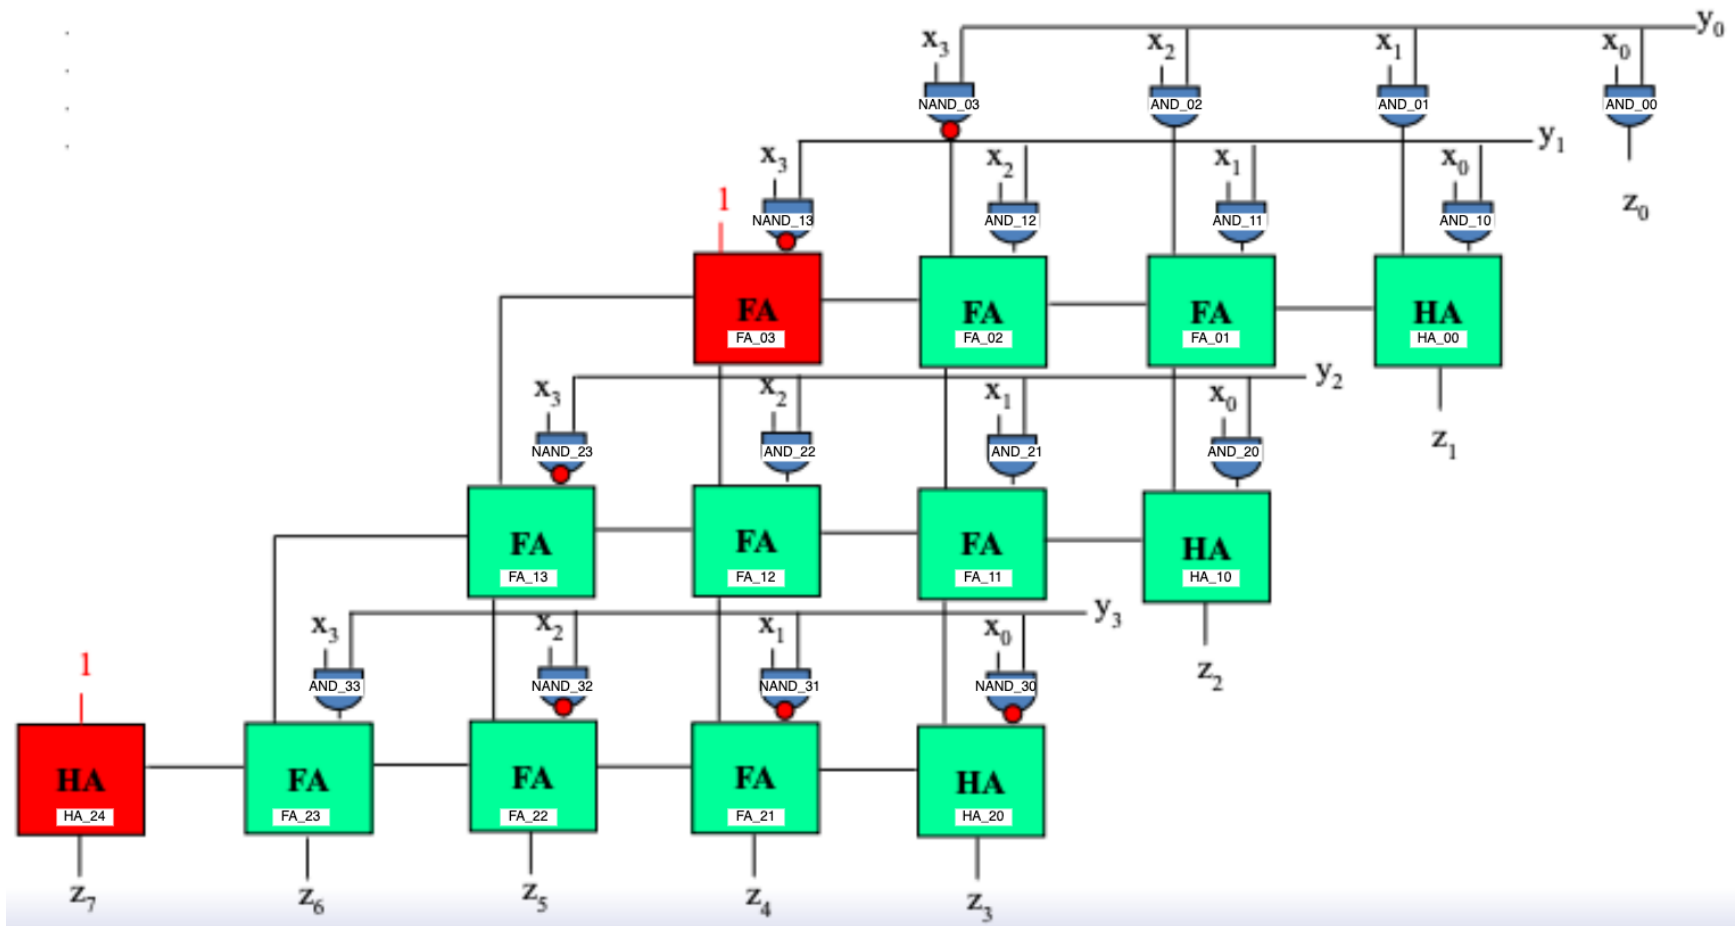 y₀
x₃ x₂ x₁ x₀
NAND_03 AND_02 AND_01 AND_00
y₁
x₃ x₂ x₁ x₀
z₀
1
NAND_13 AND_12 AND_11 AND_10
FA FA FA HA
FA_03 FA_02 FA_01 HA_00
y₂
x₃ x₂ x₁ x₀
z₁
NAND_23 AND_22 AND_21 AND_20
FA FA FA HA
FA_13 FA_12 FA_11 HA_10
y₃
x₃ x₂ x₁ x₀
z₂
1
AND_33 NAND_32 NAND_31 NAND_30
HA FA FA FA HA
HA_24 FA_23 FA_22 FA_21 HA_20
z₇ z₆ z₅ z₄ z₃